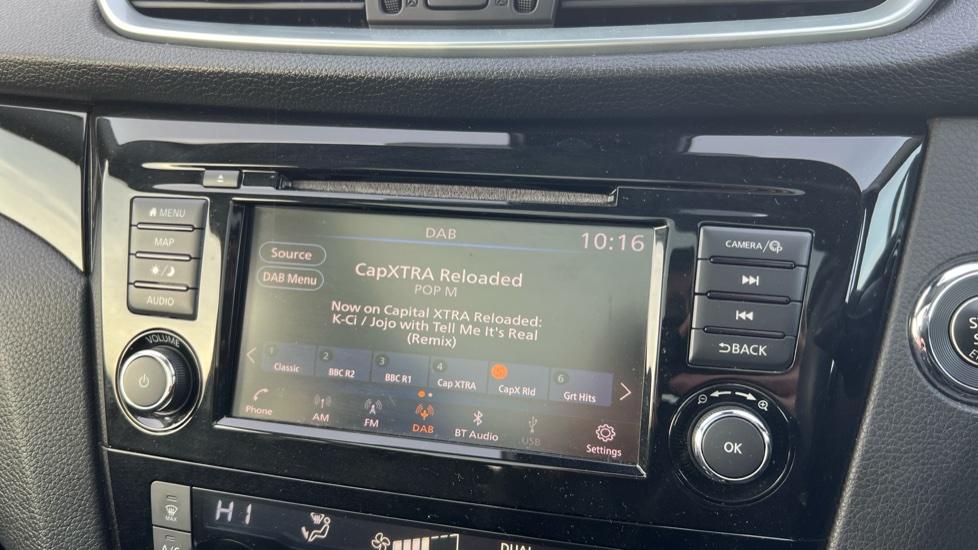 MENU
MAP
AUDIO
VOLUME
DAB
10:16
Source
DAB Menu
CapXTRA Reloaded
POP M
Now on Capital XTRA Reloaded:
K-Ci / Jojo with Tell Me It's Real
(Remix)
1 Classic
2 BBC R2
3 BBC R1
4 Cap XTRA
CapX Rld
6 Grt Hits
Phone
AM
FM
DAB
BT Audio
USB
Settings
CAMERA/
BACK
OK
MAX
A/C
HI
DUAL